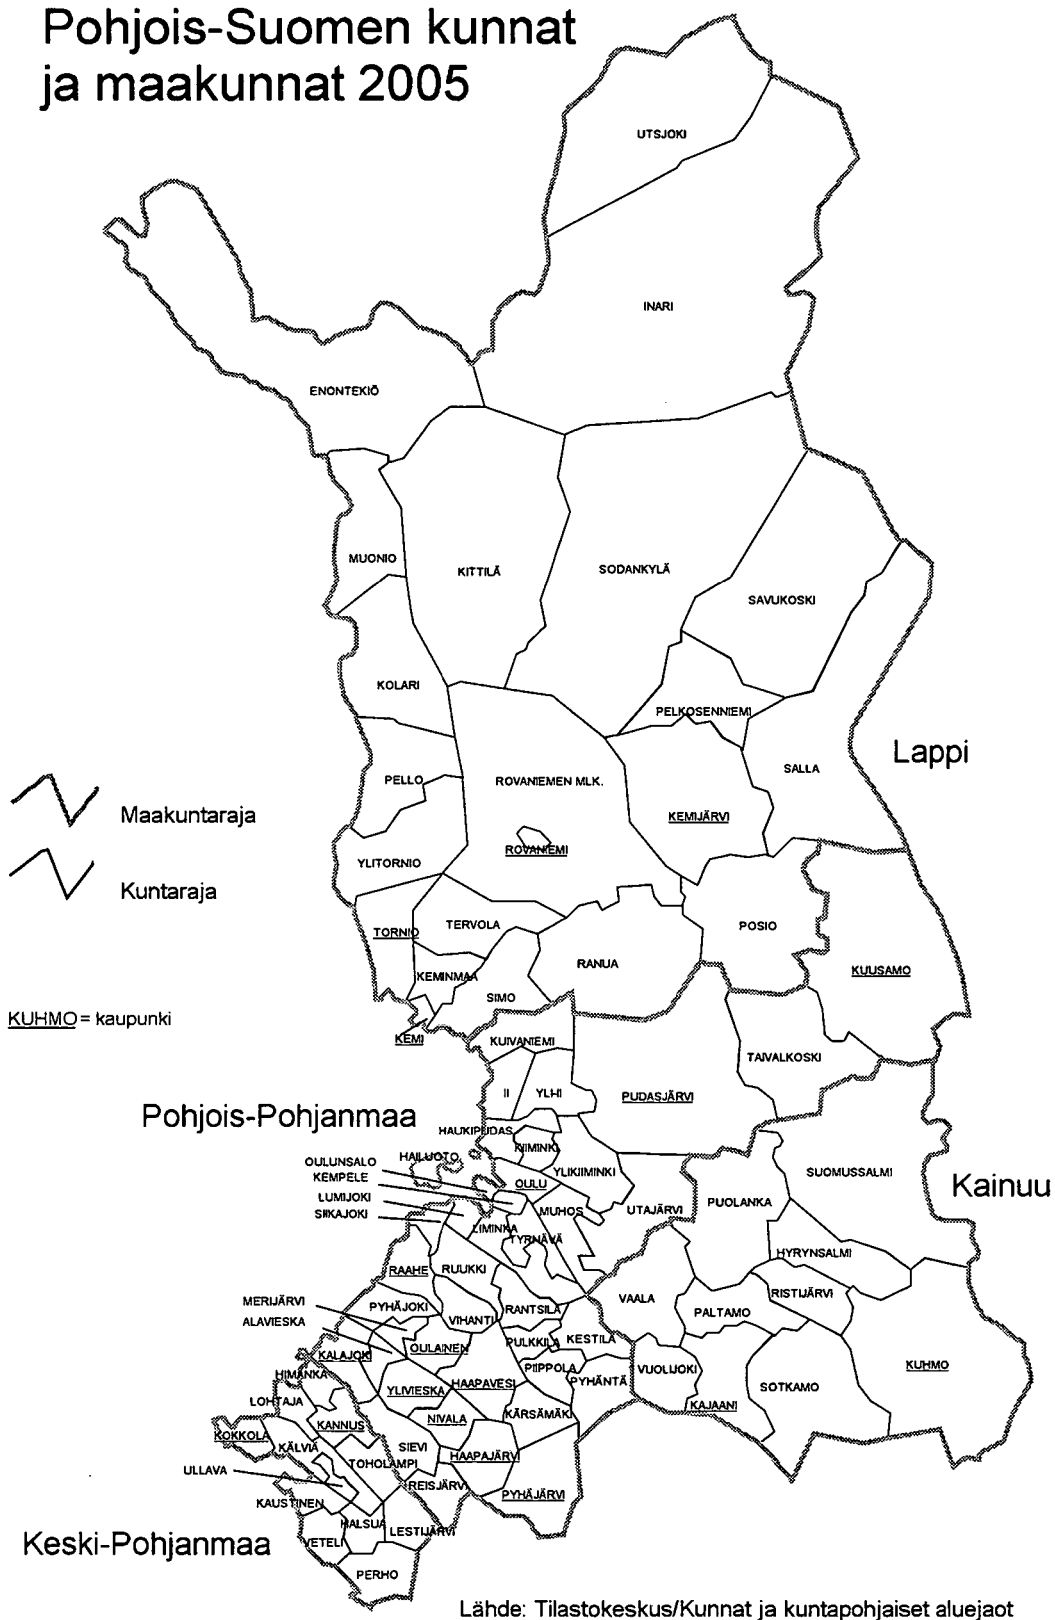 Pohjois-Suomen kunnat
ja maakunnat 2005
UTSJOKI
INARI
ENONTEKIÖ
MUONIO
KITTILÄ
SODANKYLÄ
SAVUKOSKI
KOLARI
PELKOSENNIEMI
Lappi
SALLA
PELLO
ROVANIEMEN MLK.
Maakuntaraja
KEMIJÄRVI
ROVANIEMI
YLITORNIO
Kuntaraja
TORNIO
TERVOLA
POSIO
KEMINMAA
RANUA
KUUSAMO
SIMO
KUHMO = kaupunki
KEMI
KUIVANIEMI
TAIVALKOSKI
II
YLI-II
PUDASJÄRVI
Pohjois-Pohjanmaa
HAUKIPUDAS
KIIMINKI
HAILUOTO
OULUNSALO
KEMPELE
YLIKIIMINKI
SUOMUSSALMI
Kainuu
OULU
LUMIJOKI
SIIKAJOKI
PUOLANKA
MUHOS
UTAJÄRVI
LIMINKA
TYRNÄVÄ
HYRYNSALMI
RAAHE
RUUKKI
RISTIJÄRVI
VAALA
MERIJÄRVI
PYHÄJOKI
RANTSILA
PALTAMO
ALAVIESKA
VIHANTI
KESTILÄ
PULKKILA
OULAINEN
KALAJOKI
PIIPPOLA
VUOLIJOKI
KUHMO
HIMANKA
PYHÄNTÄ
HAAPAVESI
SOTKAMO
YLIVIESKA
LOHTAJA
KAJAANI
KÄRSÄMÄKI
NIVALA
KANNUS
KOKKOLA
KÄLVIÄ
SIEVI
HAAPAJÄRVI
TOHOLAMPI
ULLAVA
REISJÄRVI
PYHÄJÄRVI
KAUSTINEN
HALSUA
LESTIJÄRVI
VETELI
Keski-Pohjanmaa
PERHO
Lähde: Tilastokeskus/Kunnat ja kuntapohjaiset aluejaot